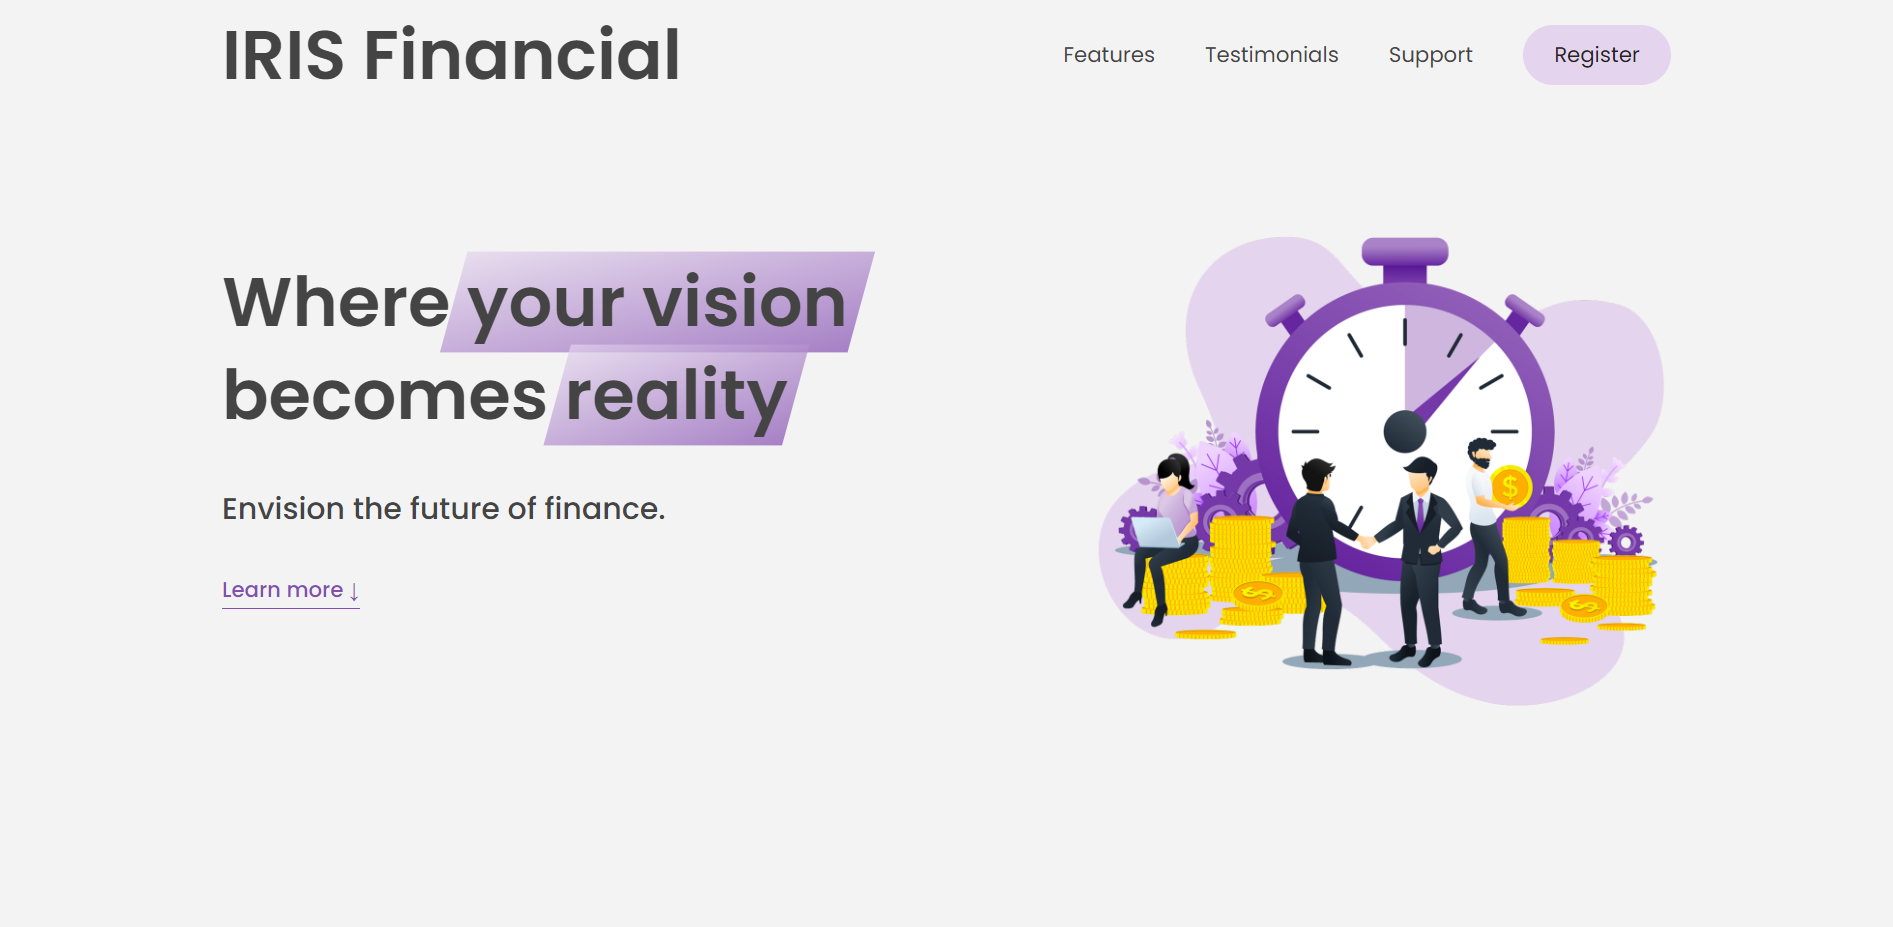 IRIS Financial
Features Testimonials Support Register
Where your vision
becomes reality
Envision the future of finance.
Learn more ↓
$